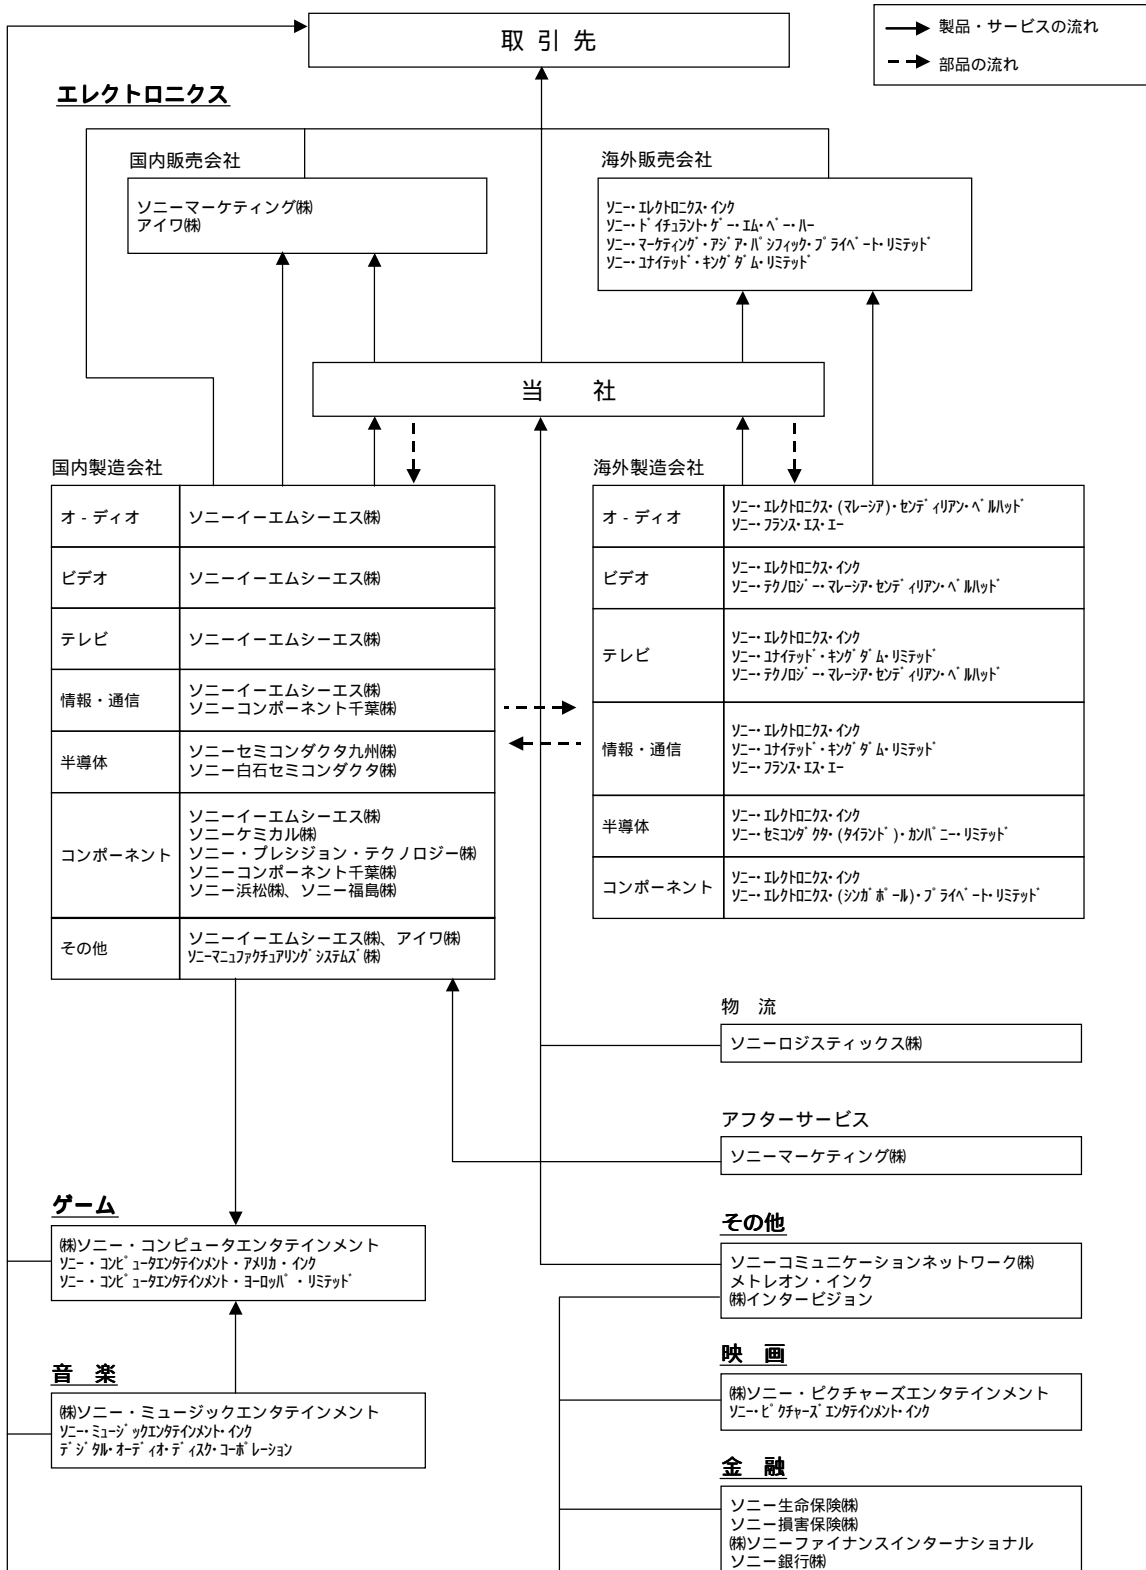 取 引 先
製品・サービスの流れ
部品の流れ
エレクトロニクス
国内販売会社
ソニーマーケティング㈱
アイワ㈱
海外販売会社
ソニー・エレクトロニクス・インク
ソニー・ドイチュラント・ゲー・エム・ベー・ハー
ソニー・マーケティング・アジア・パシフィック・プライベート・リミテッド
ソニー・ユナイテッド・キングダム・リミテッド
当 社
国内製造会社
オ-ディオ
ソニーイーエムシーエス㈱
ビデオ
ソニーイーエムシーエス㈱
テレビ
ソニーイーエムシーエス㈱
情報・通信
ソニーイーエムシーエス㈱
ソニーコンポーネント千葉㈱
半導体
ソニーセミコンダクタ九州㈱
ソニー白石セミコンダクタ㈱
コンポーネント
ソニーイーエムシーエス㈱
ソニーケミカル㈱
ソニー・プレシジョン・テクノロジー㈱
ソニーコンポーネント千葉㈱
ソニー浜松㈱、ソニー福島㈱
その他
ソニーイーエムシーエス㈱、アイワ㈱
ソニーマニュファクチュアリングシステムズ㈱
海外製造会社
オ-ディオ
ソニー・エレクトロニクス・(マレーシア)・センディリアン・ベルハッド
ソニー・フランス・エス・エー
ビデオ
ソニー・エレクトロニクス・インク
ソニー・テクノロジー・マレーシア・センディリアン・ベルハッド
テレビ
ソニー・エレクトロニクス・インク
ソニー・ユナイテッド・キングダム・リミテッド
ソニー・テクノロジー・マレーシア・センディリアン・ベルハッド
情報・通信
ソニー・エレクトロニクス・インク
ソニー・ユナイテッド・キングダム・リミテッド
ソニー・フランス・エス・エー
半導体
ソニー・エレクトロニクス・インク
ソニー・セミコンダクタ・(タイランド)・カンパニー・リミテッド
コンポーネント
ソニー・エレクトロニクス・インク
ソニー・エレクトロニクス・(シンガポール)・プライベート・リミテッド
物 流
ソニーロジスティックス㈱
アフターサービス
ソニーマーケティング㈱
ゲーム
㈱ソニー・コンピュータエンタテインメント
ソニー・コンピュータエンタテインメント・アメリカ・インク
ソニー・コンピュータエンタテインメント・ヨーロッパ・リミテッド
音 楽
㈱ソニー・ミュージックエンタテインメント
ソニー・ミュージックエンタテインメント・インク
デジタル・オーディオ・ディスク・コーポレーション
その他
ソニーコミュニケーションネットワーク㈱
メトレオン・インク
㈱インタービジョン
映 画
㈱ソニー・ピクチャーズエンタテインメント
ソニー・ピクチャーズエンタテインメント・インク
金 融
ソニー生命保険㈱
ソニー損害保険㈱
㈱ソニーファイナンスインターナショナル
ソニー銀行㈱